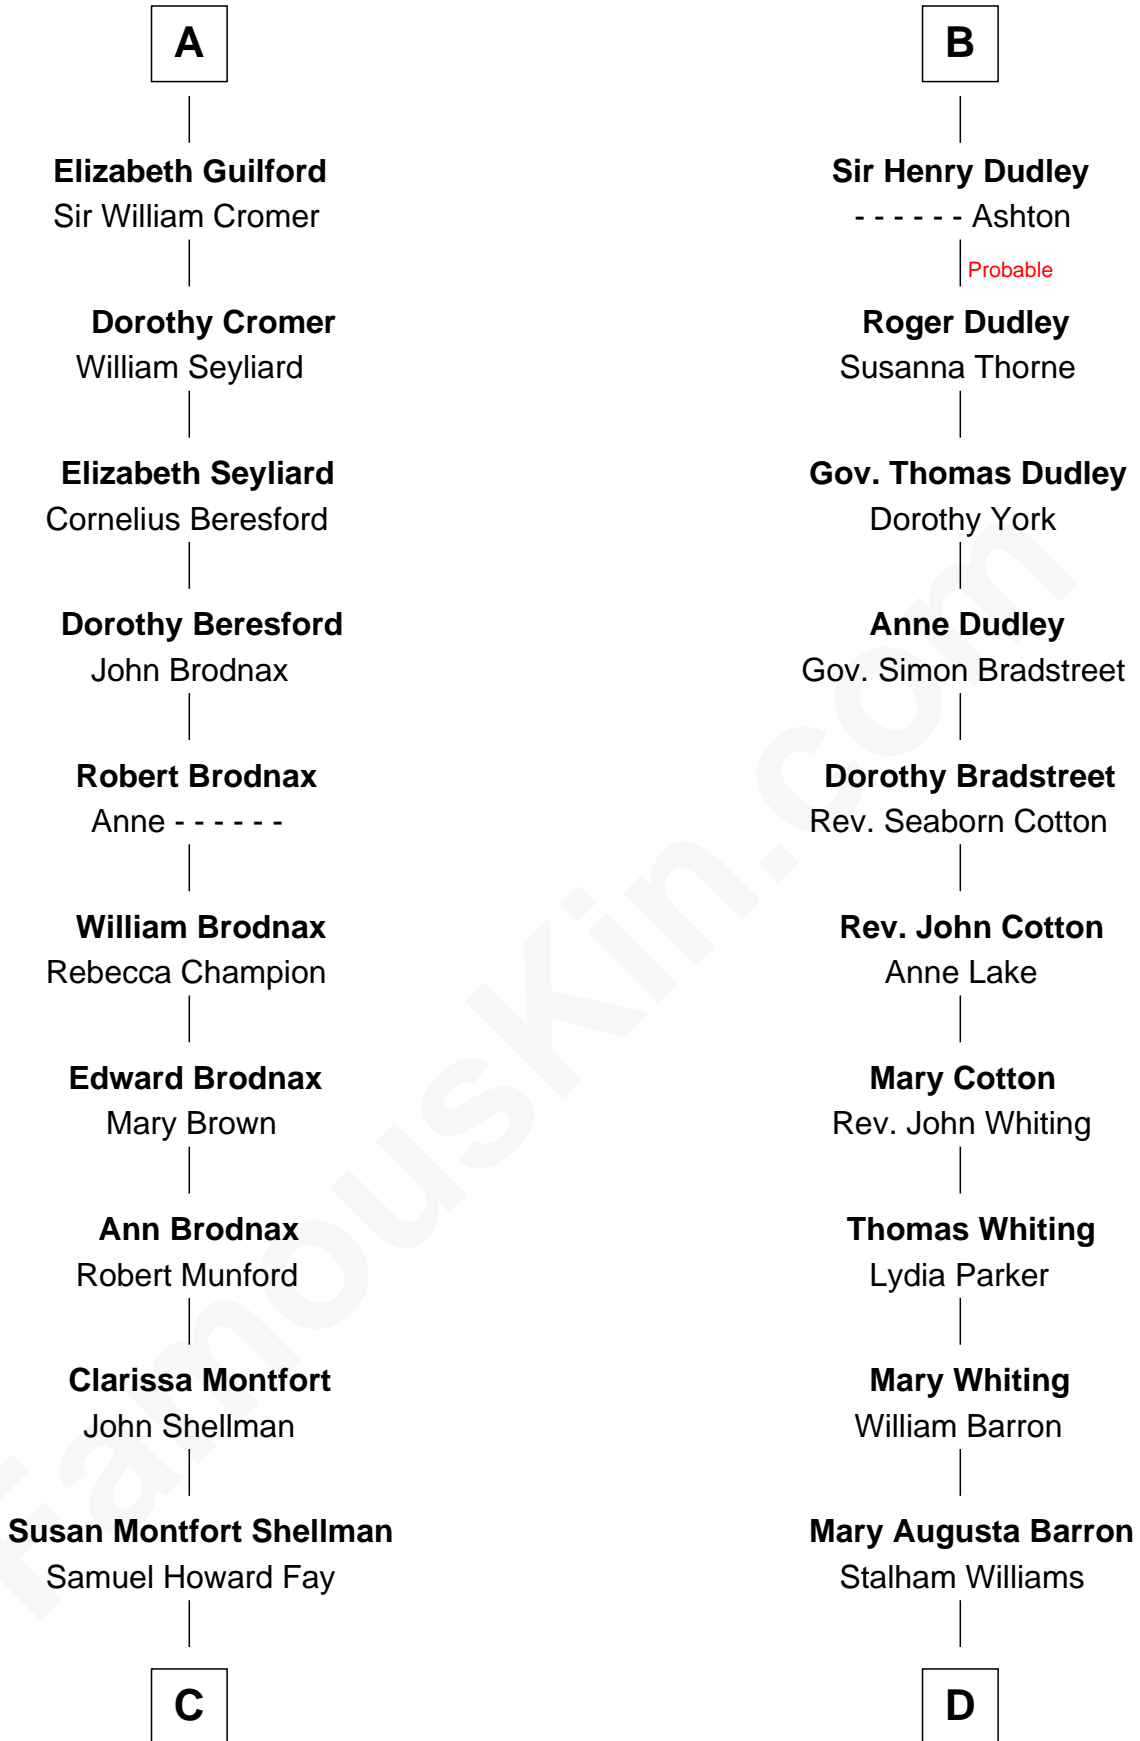 A
Elizabeth Guilford
Sir William Cromer
Dorothy Cromer
William Seyliard
Elizabeth Seyliard
Cornelius Beresford
Dorothy Beresford
John Brodnax
Robert Brodnax
Anne - - - - - -
William Brodnax
Rebecca Champion
Edward Brodnax
Mary Brown
Ann Brodnax
Robert Munford
Clarissa Montfort
John Shellman
Susan Montfort Shellman
Samuel Howard Fay
C
B
Sir Henry Dudley
- - - - - - Ashton
Probable
Roger Dudley
Susanna Thorne
Gov. Thomas Dudley
Dorothy York
Anne Dudley
Gov. Simon Bradstreet
Dorothy Bradstreet
Rev. Seaborn Cotton
Rev. John Cotton
Anne Lake
Mary Cotton
Rev. John Whiting
Thomas Whiting
Lydia Parker
Mary Whiting
William Barron
Mary Augusta Barron
Stalham Williams
D
FamousKin.com